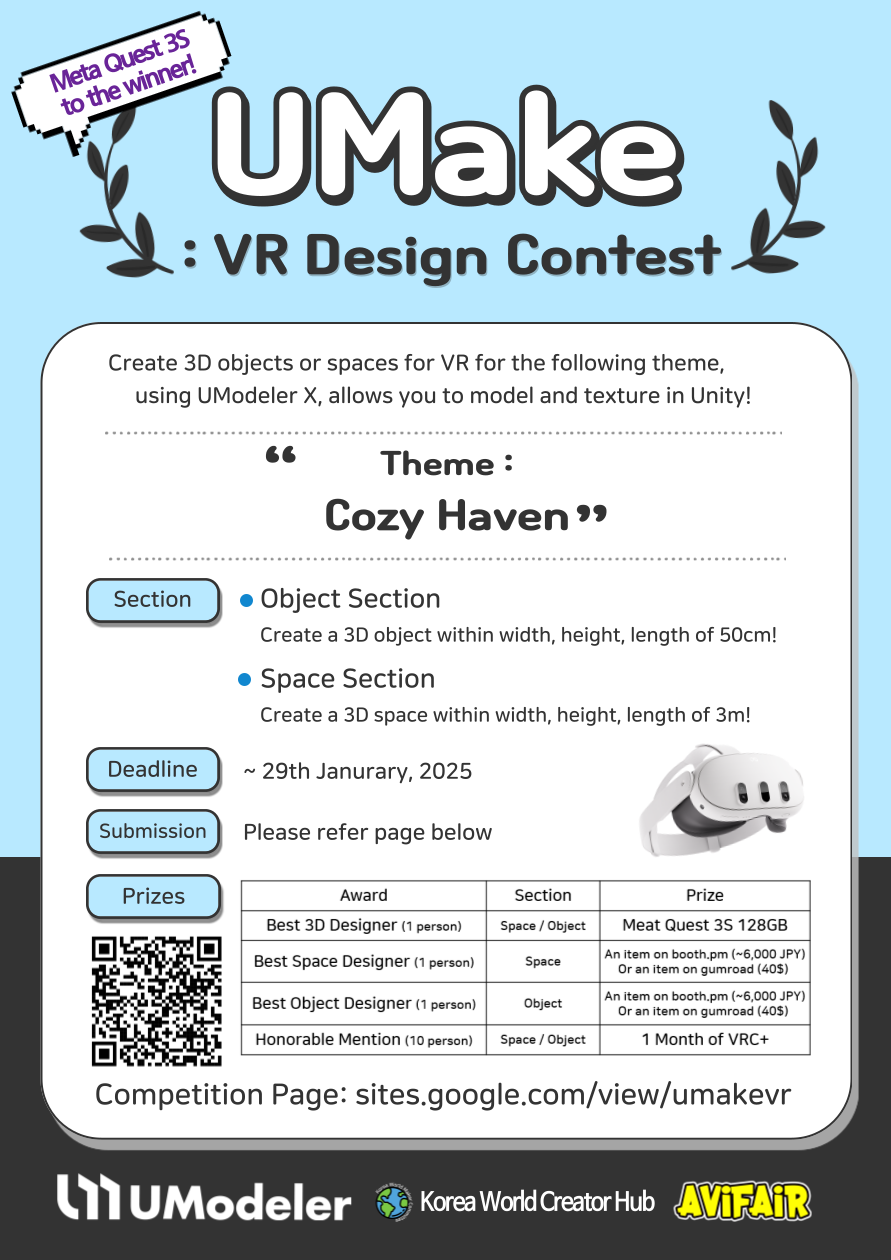 Meta Quest 3S
to the winner!
UMake
: VR Design Contest
Create 3D objects or spaces for VR for the following theme,
using UModeler X, allows you to model and texture in Unity!
“ Theme :
Cozy Haven ”
Section
• Object Section
Create a 3D object within width, height, length of 50cm!
• Space Section
Create a 3D space within width, height, length of 3m!
Deadline ~ 29th Janurary, 2025
Submission Please refer page below
Prizes
Award Section Prize
Best 3D Designer (1 person) Space / Object Meat Quest 3S 128GB
Best Space Designer (1 person) Space An item on booth.pm (~6,000 JPY)
Or an item on gumroad (40$)
Best Object Designer (1 person) Object An item on booth.pm (~6,000 JPY)
Or an item on gumroad (40$)
Honorable Mention (10 person) Space / Object 1 Month of VRC+
Competition Page: sites.google.com/view/umakevr
UModeler Korea World Creator Hub AViFAiR